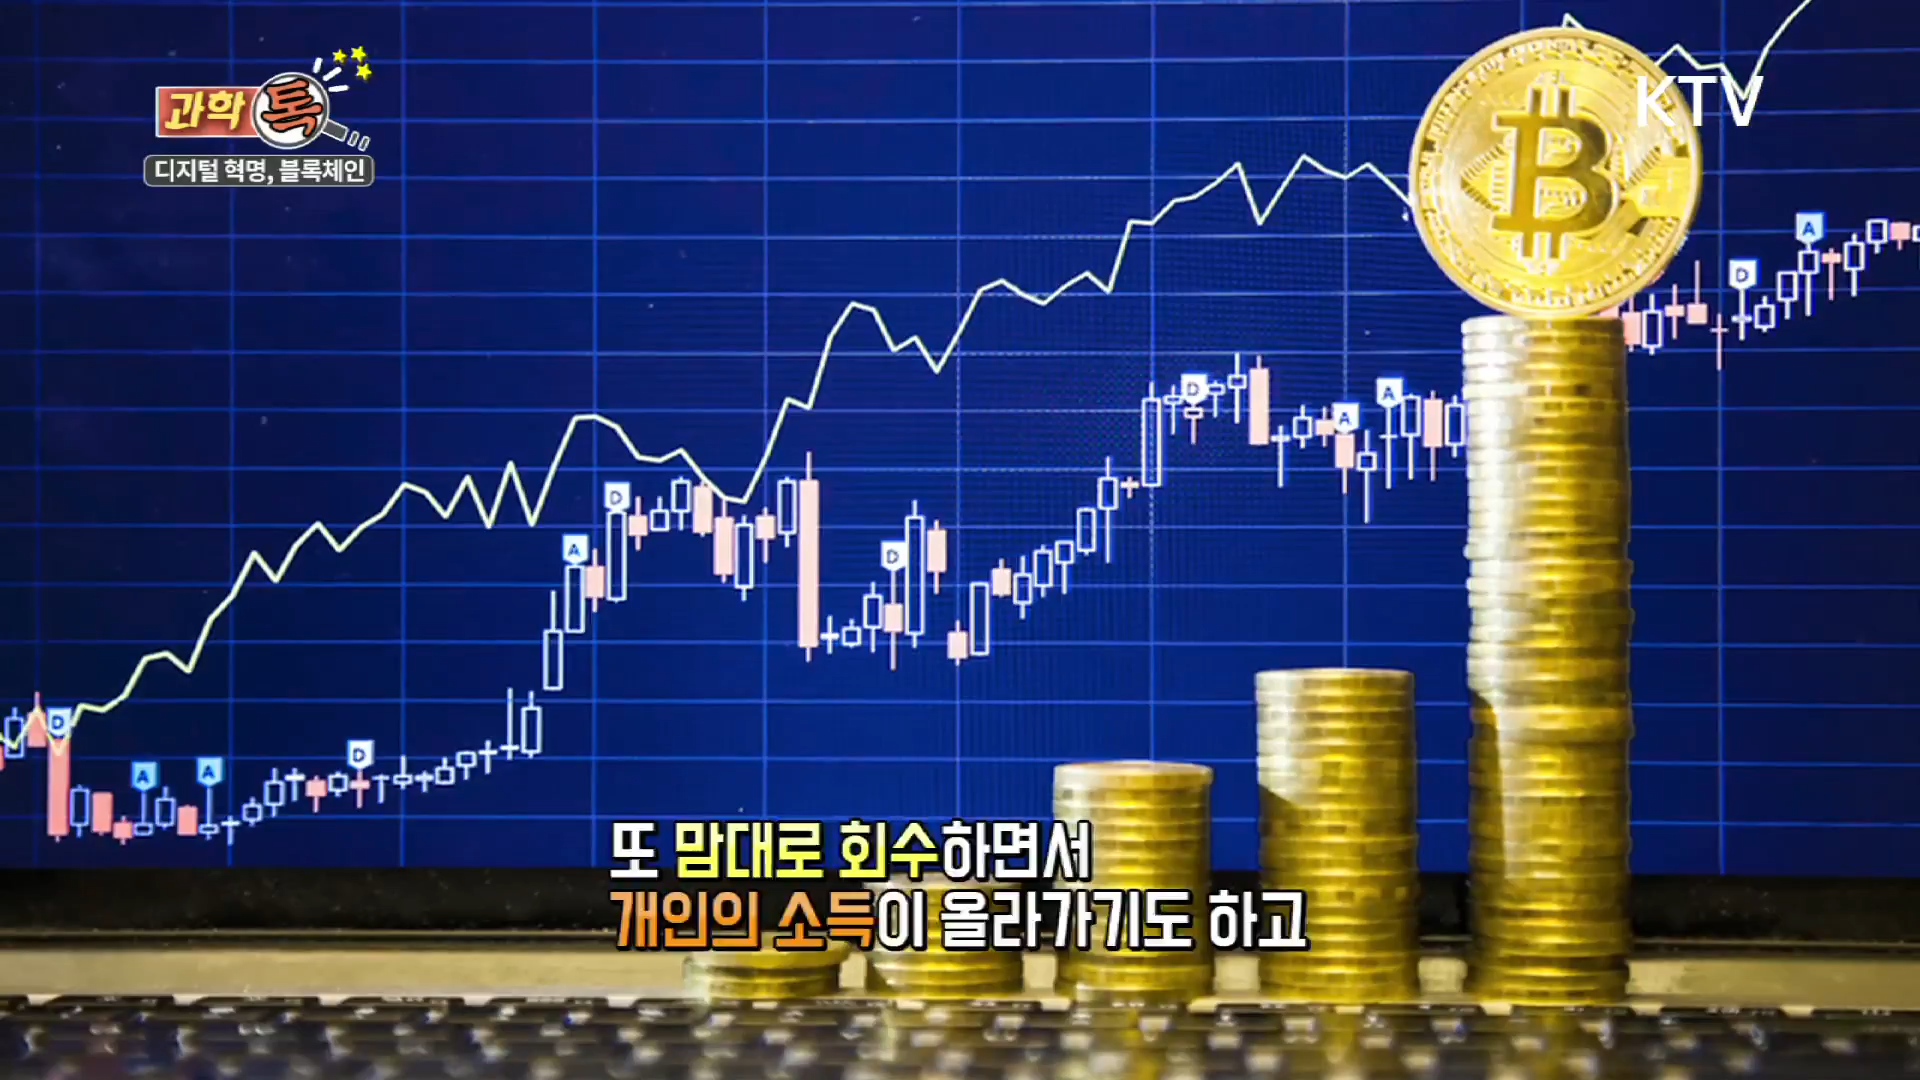 과학톡
디지털 혁명, 블록체인
KTV
또 맘대로 회수하면서
개인의 소득이 올라가기도 하고